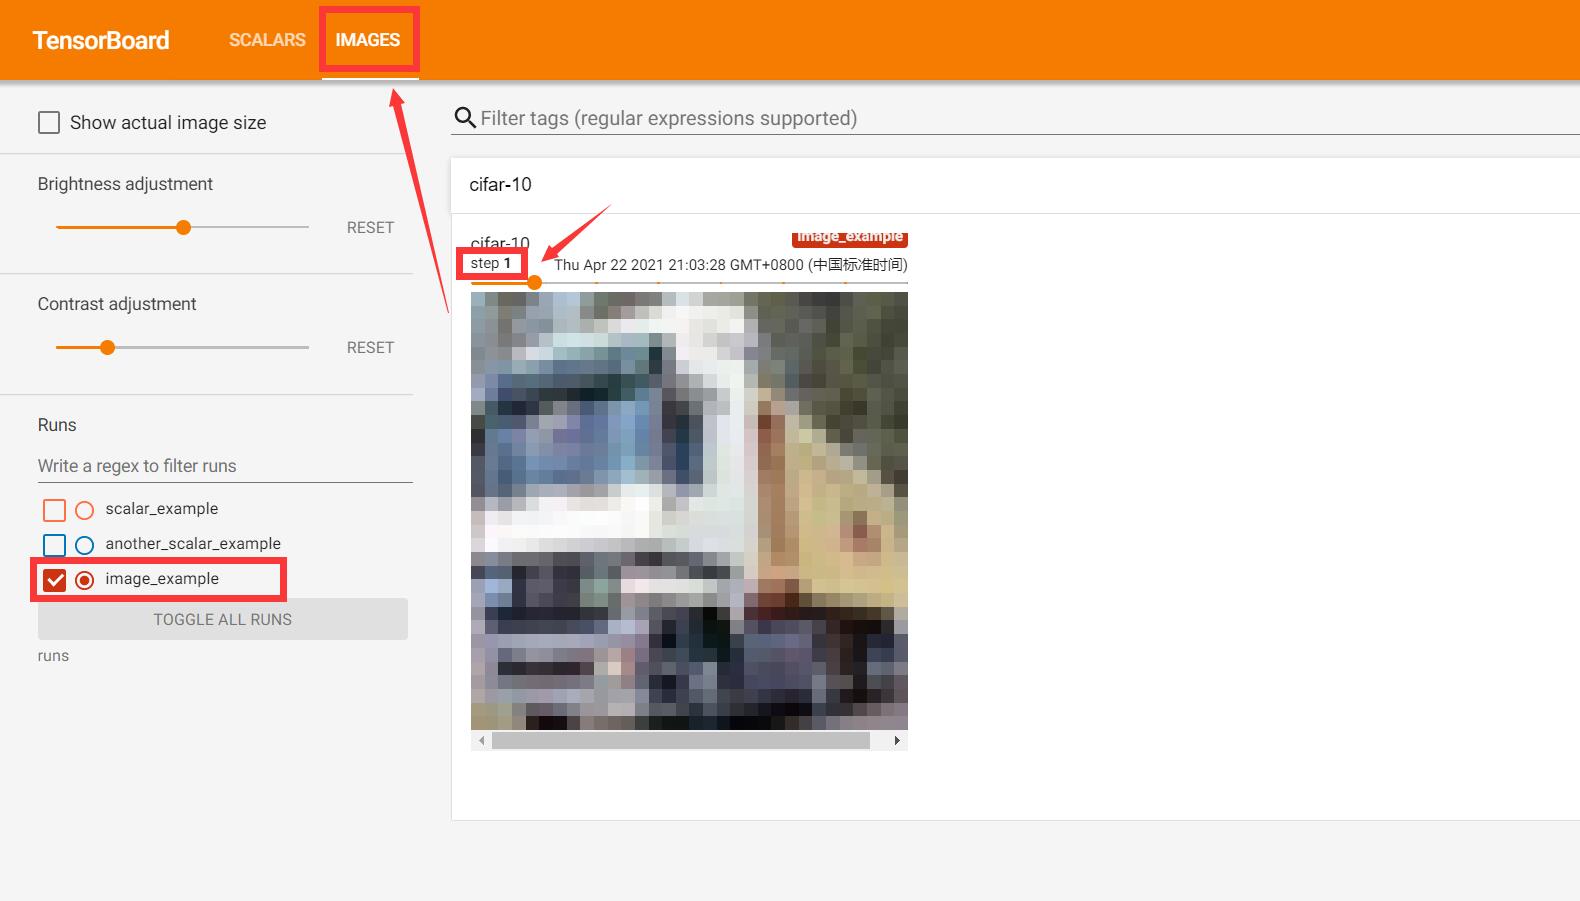 TensorBoard SCALARS IMAGES
Show actual image size
Filter tags (regular expressions supported)
Brightness adjustment
RESET
Contrast adjustment
RESET
Runs
Write a regex to filter runs
scalar_example
another_scalar_example
image_example
TOGGLE ALL RUNS
runs
cifar-10
cifar-10 image_example
step 1 Thu Apr 22 2021 21:03:28 GMT+0800 (中国标准时间)